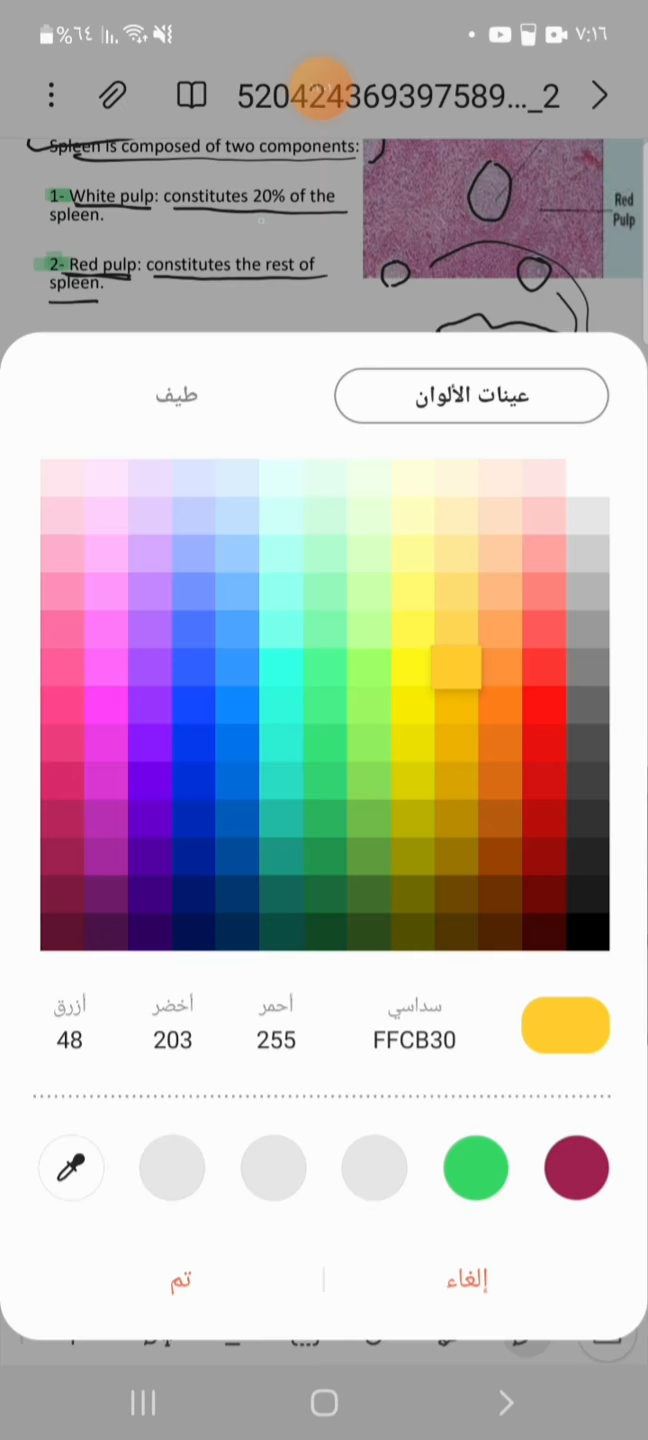 %٦٤
٧:١٦
520424369397589..._2
Spleen is composed of two components:
1- White pulp: constitutes 20% of the
spleen.
2- Red pulp: constitutes the rest of
spleen.
Red
Pulp
عينات الألوان
طيف
سداسي
أحمر
أخضر
أزرق
FFCB30
255
203
48
إلغاء
تم